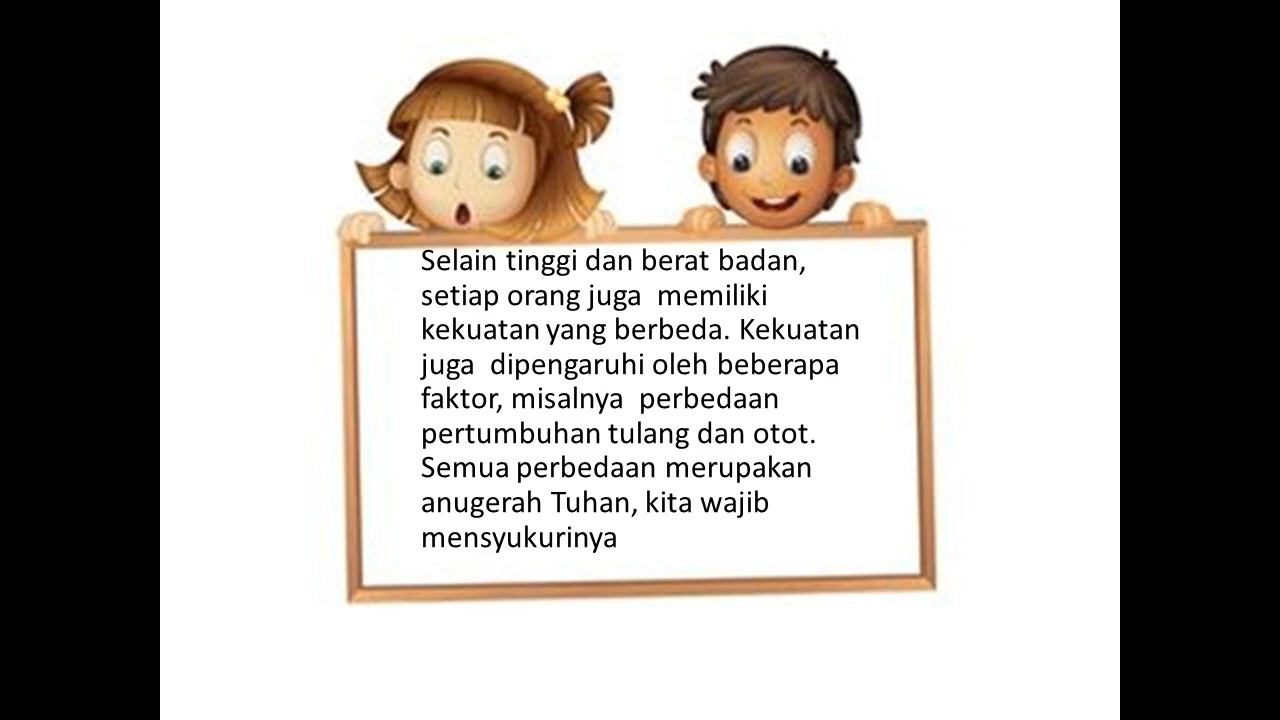 Selain tinggi dan berat badan,
setiap orang juga  memiliki
kekuatan yang berbeda. Kekuatan
juga  dipengaruhi oleh beberapa
faktor, misalnya  perbedaan
pertumbuhan tulang dan otot.
Semua perbedaan merupakan
anugerah Tuhan, kita wajib
mensyukurinya